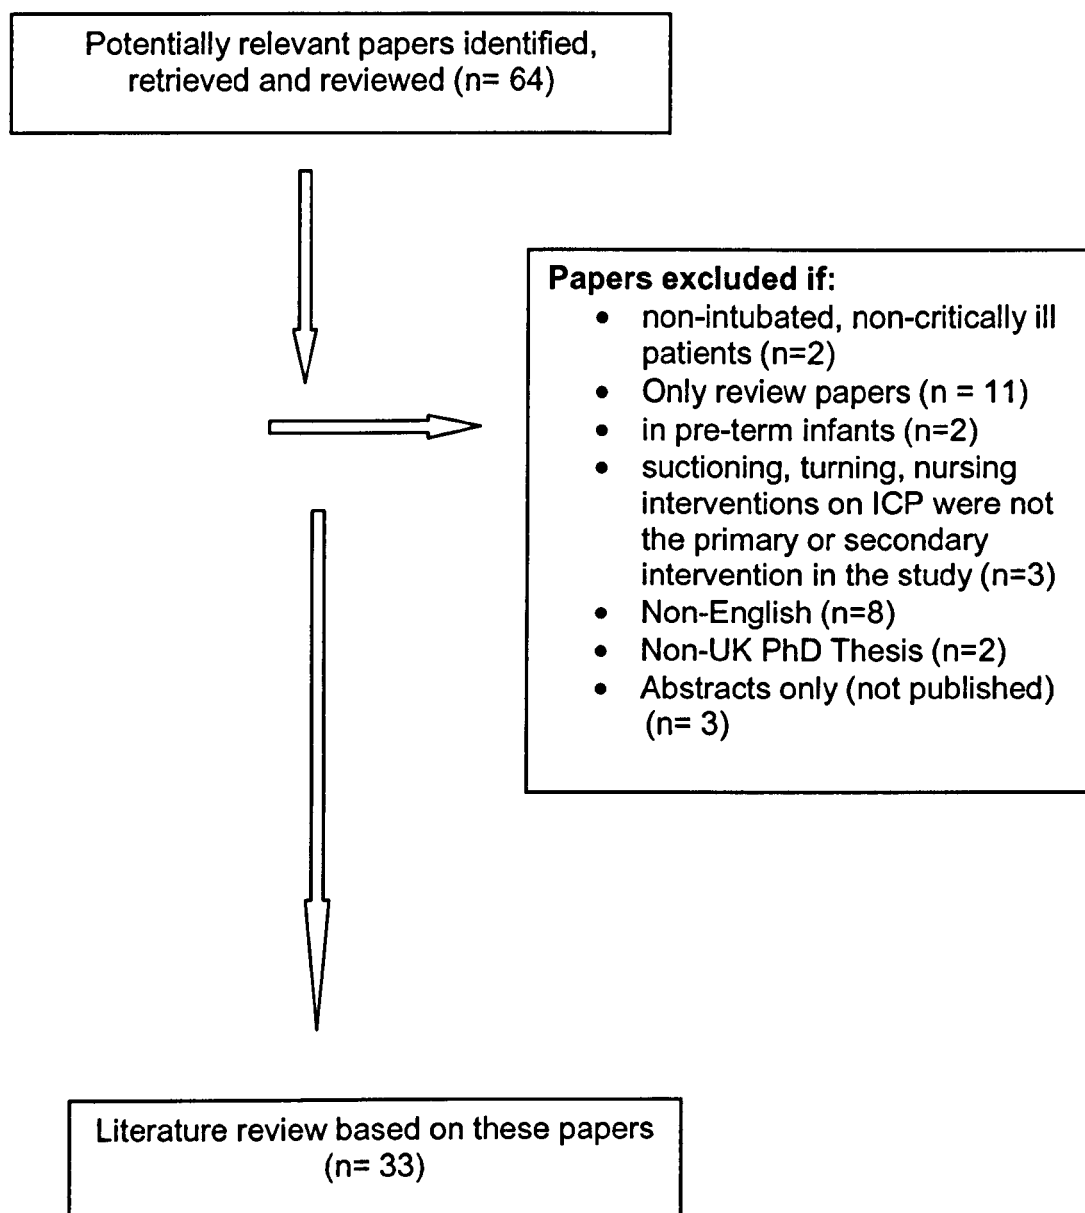 Potentially relevant papers identified,
retrieved and reviewed (n= 64)
Papers excluded if:
• non-intubated, non-critically ill
patients (n=2)
• Only review papers (n = 11)
• in pre-term infants (n=2)
• suctioning, turning, nursing
interventions on ICP were not
the primary or secondary
intervention in the study (n=3)
• Non-English (n=8)
• Non-UK PhD Thesis (n=2)
• Abstracts only (not published)
(n= 3)
Literature review based on these papers
(n= 33)